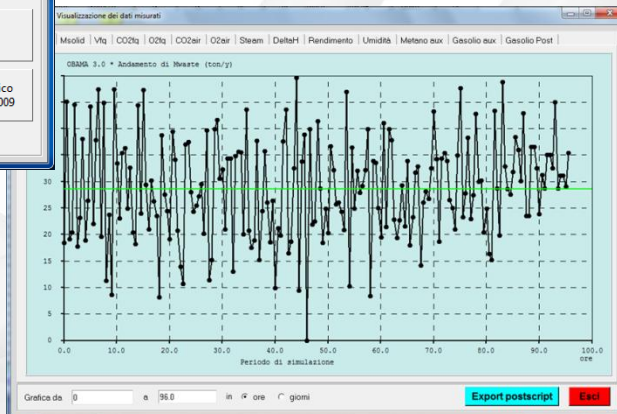 Visualizzazione dei dati misurati
Msolid Vfg CO2fg O2fg CO2air O2air Steam DeltaH Rendimento Umidità Metano aux Gasolio aux Gasolio Post
ico
009
OBAMA 3.0 * Andamento di Mwaste (ton/y)
30
25
20
15
10
5
0
0.0 10.0 20.0 30.0 40.0 50.0 60.0 70.0 80.0 90.0 100.0
Periodo di simulazione
ore
Grafica da 0 a 96.0 in ore giorni
Export postscript
Esci